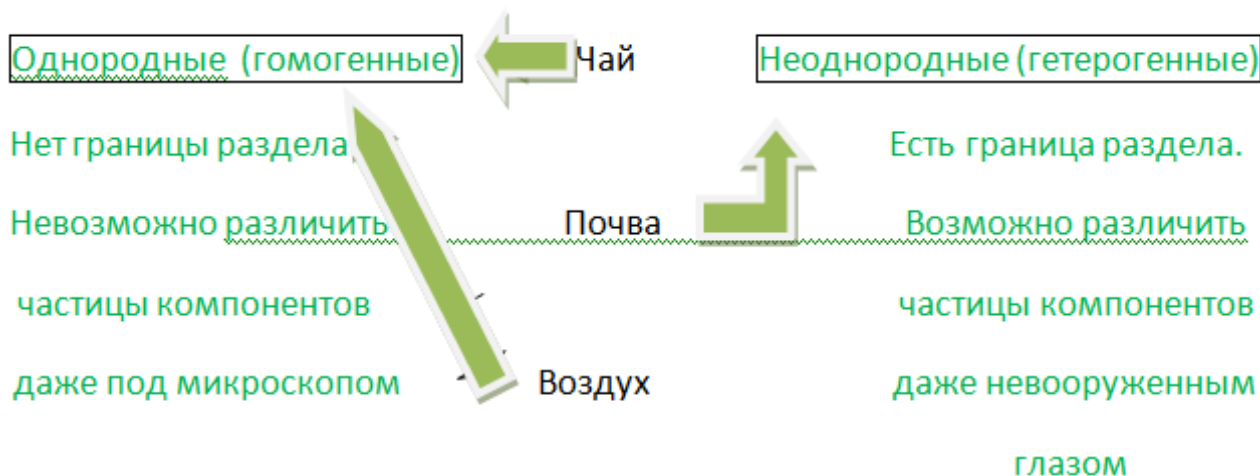 Однородные (гомогенные) Чай Неоднородные (гетерогенные)
Нет границы раздела Есть граница раздела.
Невозможно различить Почва Возможно различить
частицы компонентов частицы компонентов
даже под микроскопом Воздух даже невооруженным
глазом